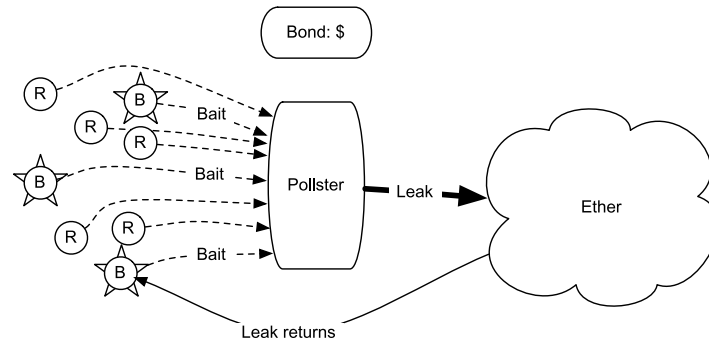 Bond: $
R
B
Bait
R
R
Pollster
B
Bait
Leak
Ether
R
R
Bait
B
Leak returns